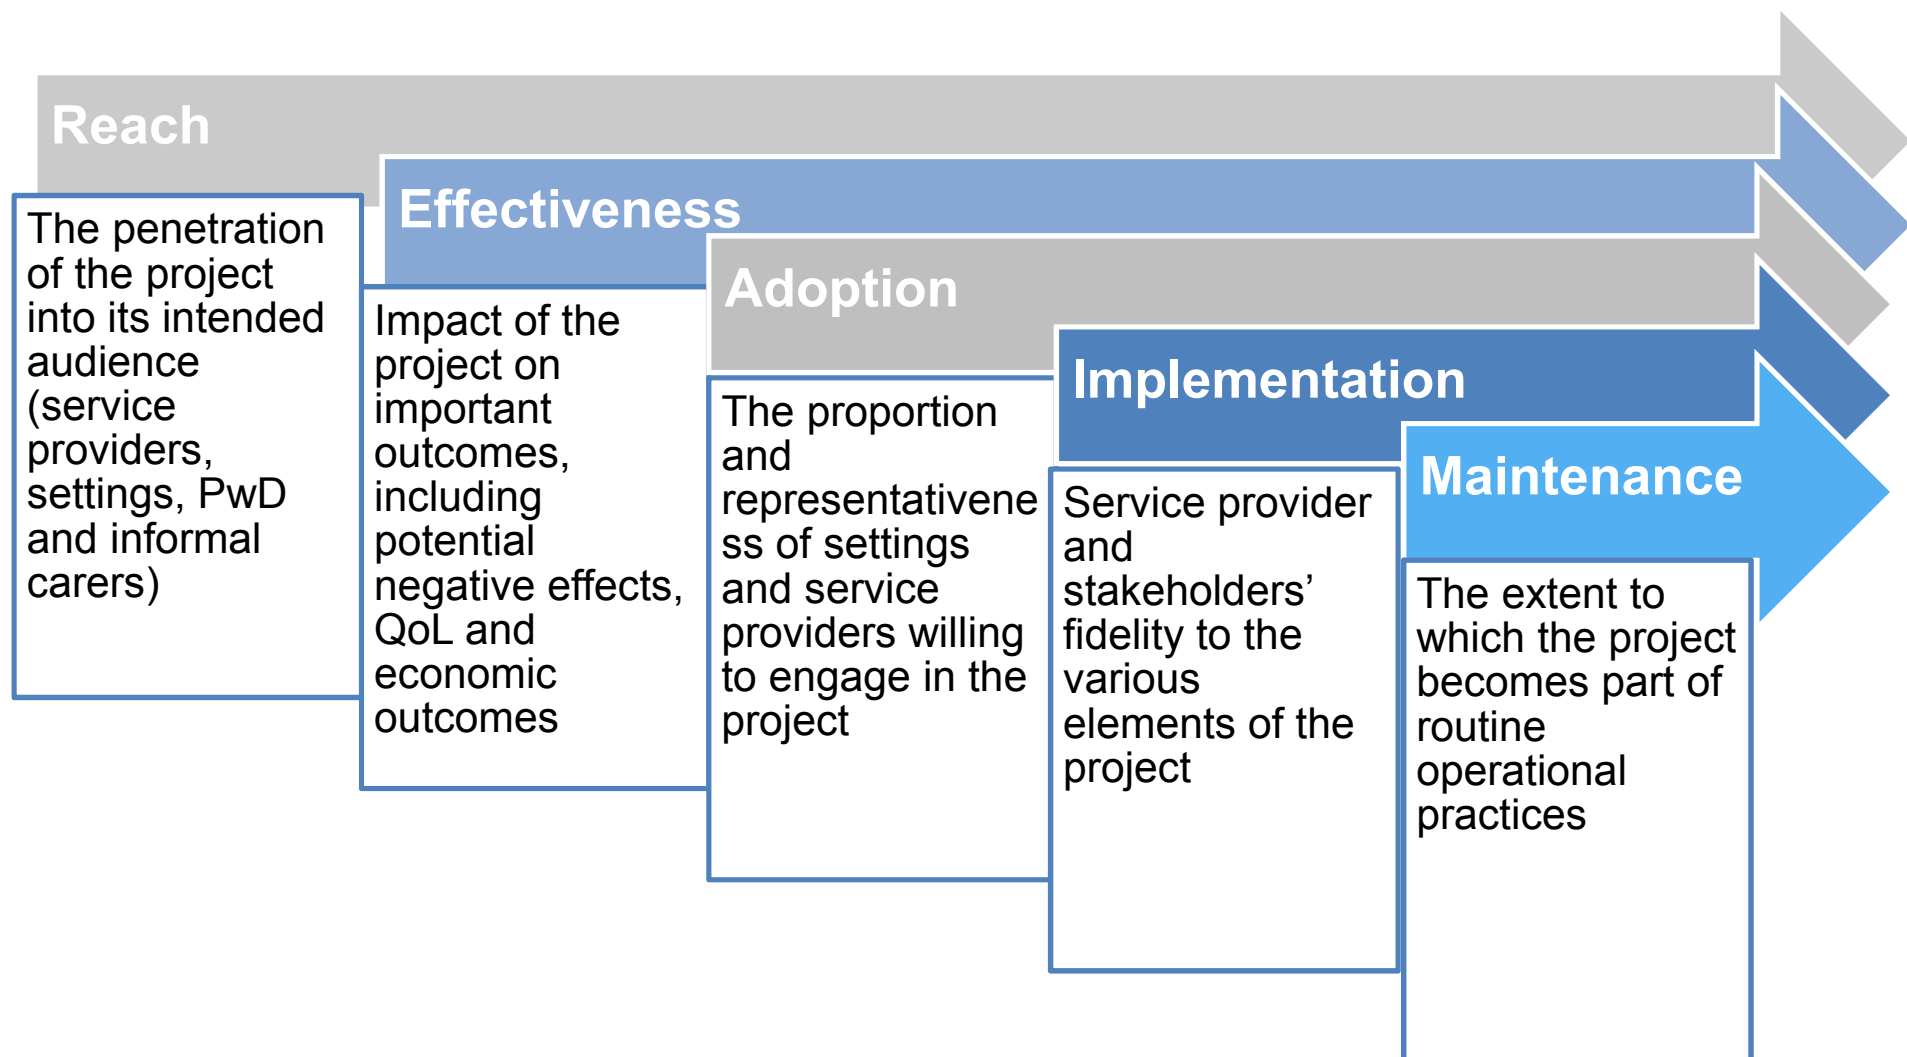 Reach
The penetration
of the project
into its intended
audience
(service
providers,
settings, PwD
and informal
carers)
Effectiveness
Impact of the
project on
important
outcomes,
including
potential
negative effects,
QoL and
economic
outcomes
Adoption
The proportion
and
representativene
ss of settings
and service
providers willing
to engage in the
project
Implementation
Service provider
and
stakeholders’
fidelity to the
various
elements of the
project
Maintenance
The extent to
which the project
becomes part of
routine
operational
practices